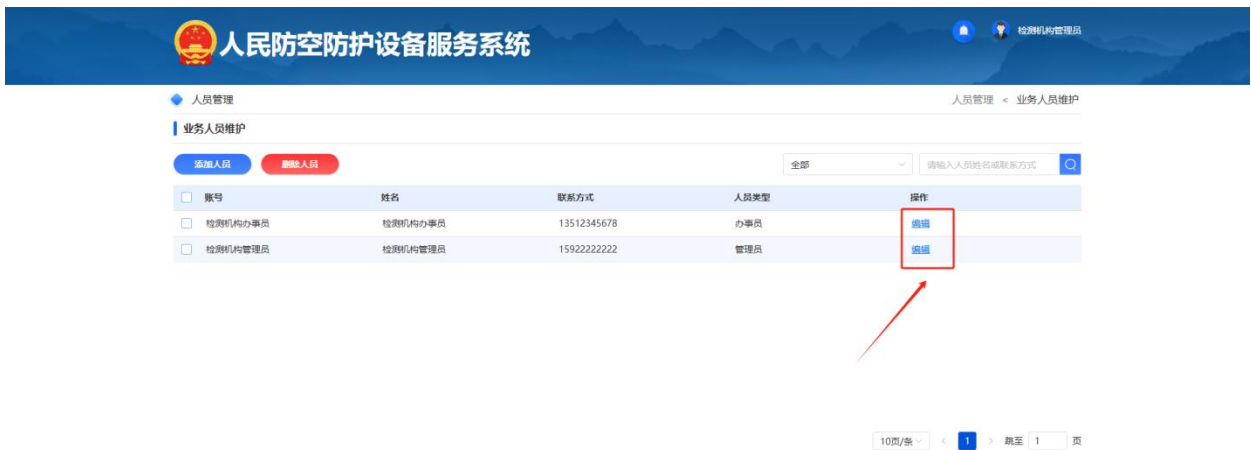 人民防空防护设备服务系统
检测机构管理员
人员管理
人员管理 < 业务人员维护
业务人员维护
添加人员 删除人员 全部 请输入人员姓名或联系方式
账号 姓名 联系方式 人员类型 操作
检测机构办事员 检测机构办事员 13512345678 办事员 编辑
检测机构管理员 检测机构管理员 15922222222 管理员 编辑
10页/条 < 1 > 跳至 1 页